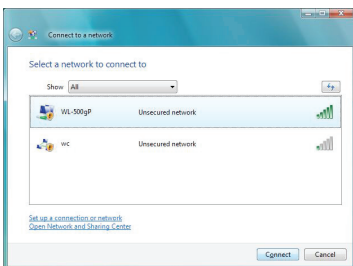 Connect to a network
Select a network to connect to
Show All
WL-500gP Unsecured network
wc Unsecured network
Set up a connection or network
Open Network and Sharing Center
Connect Cancel